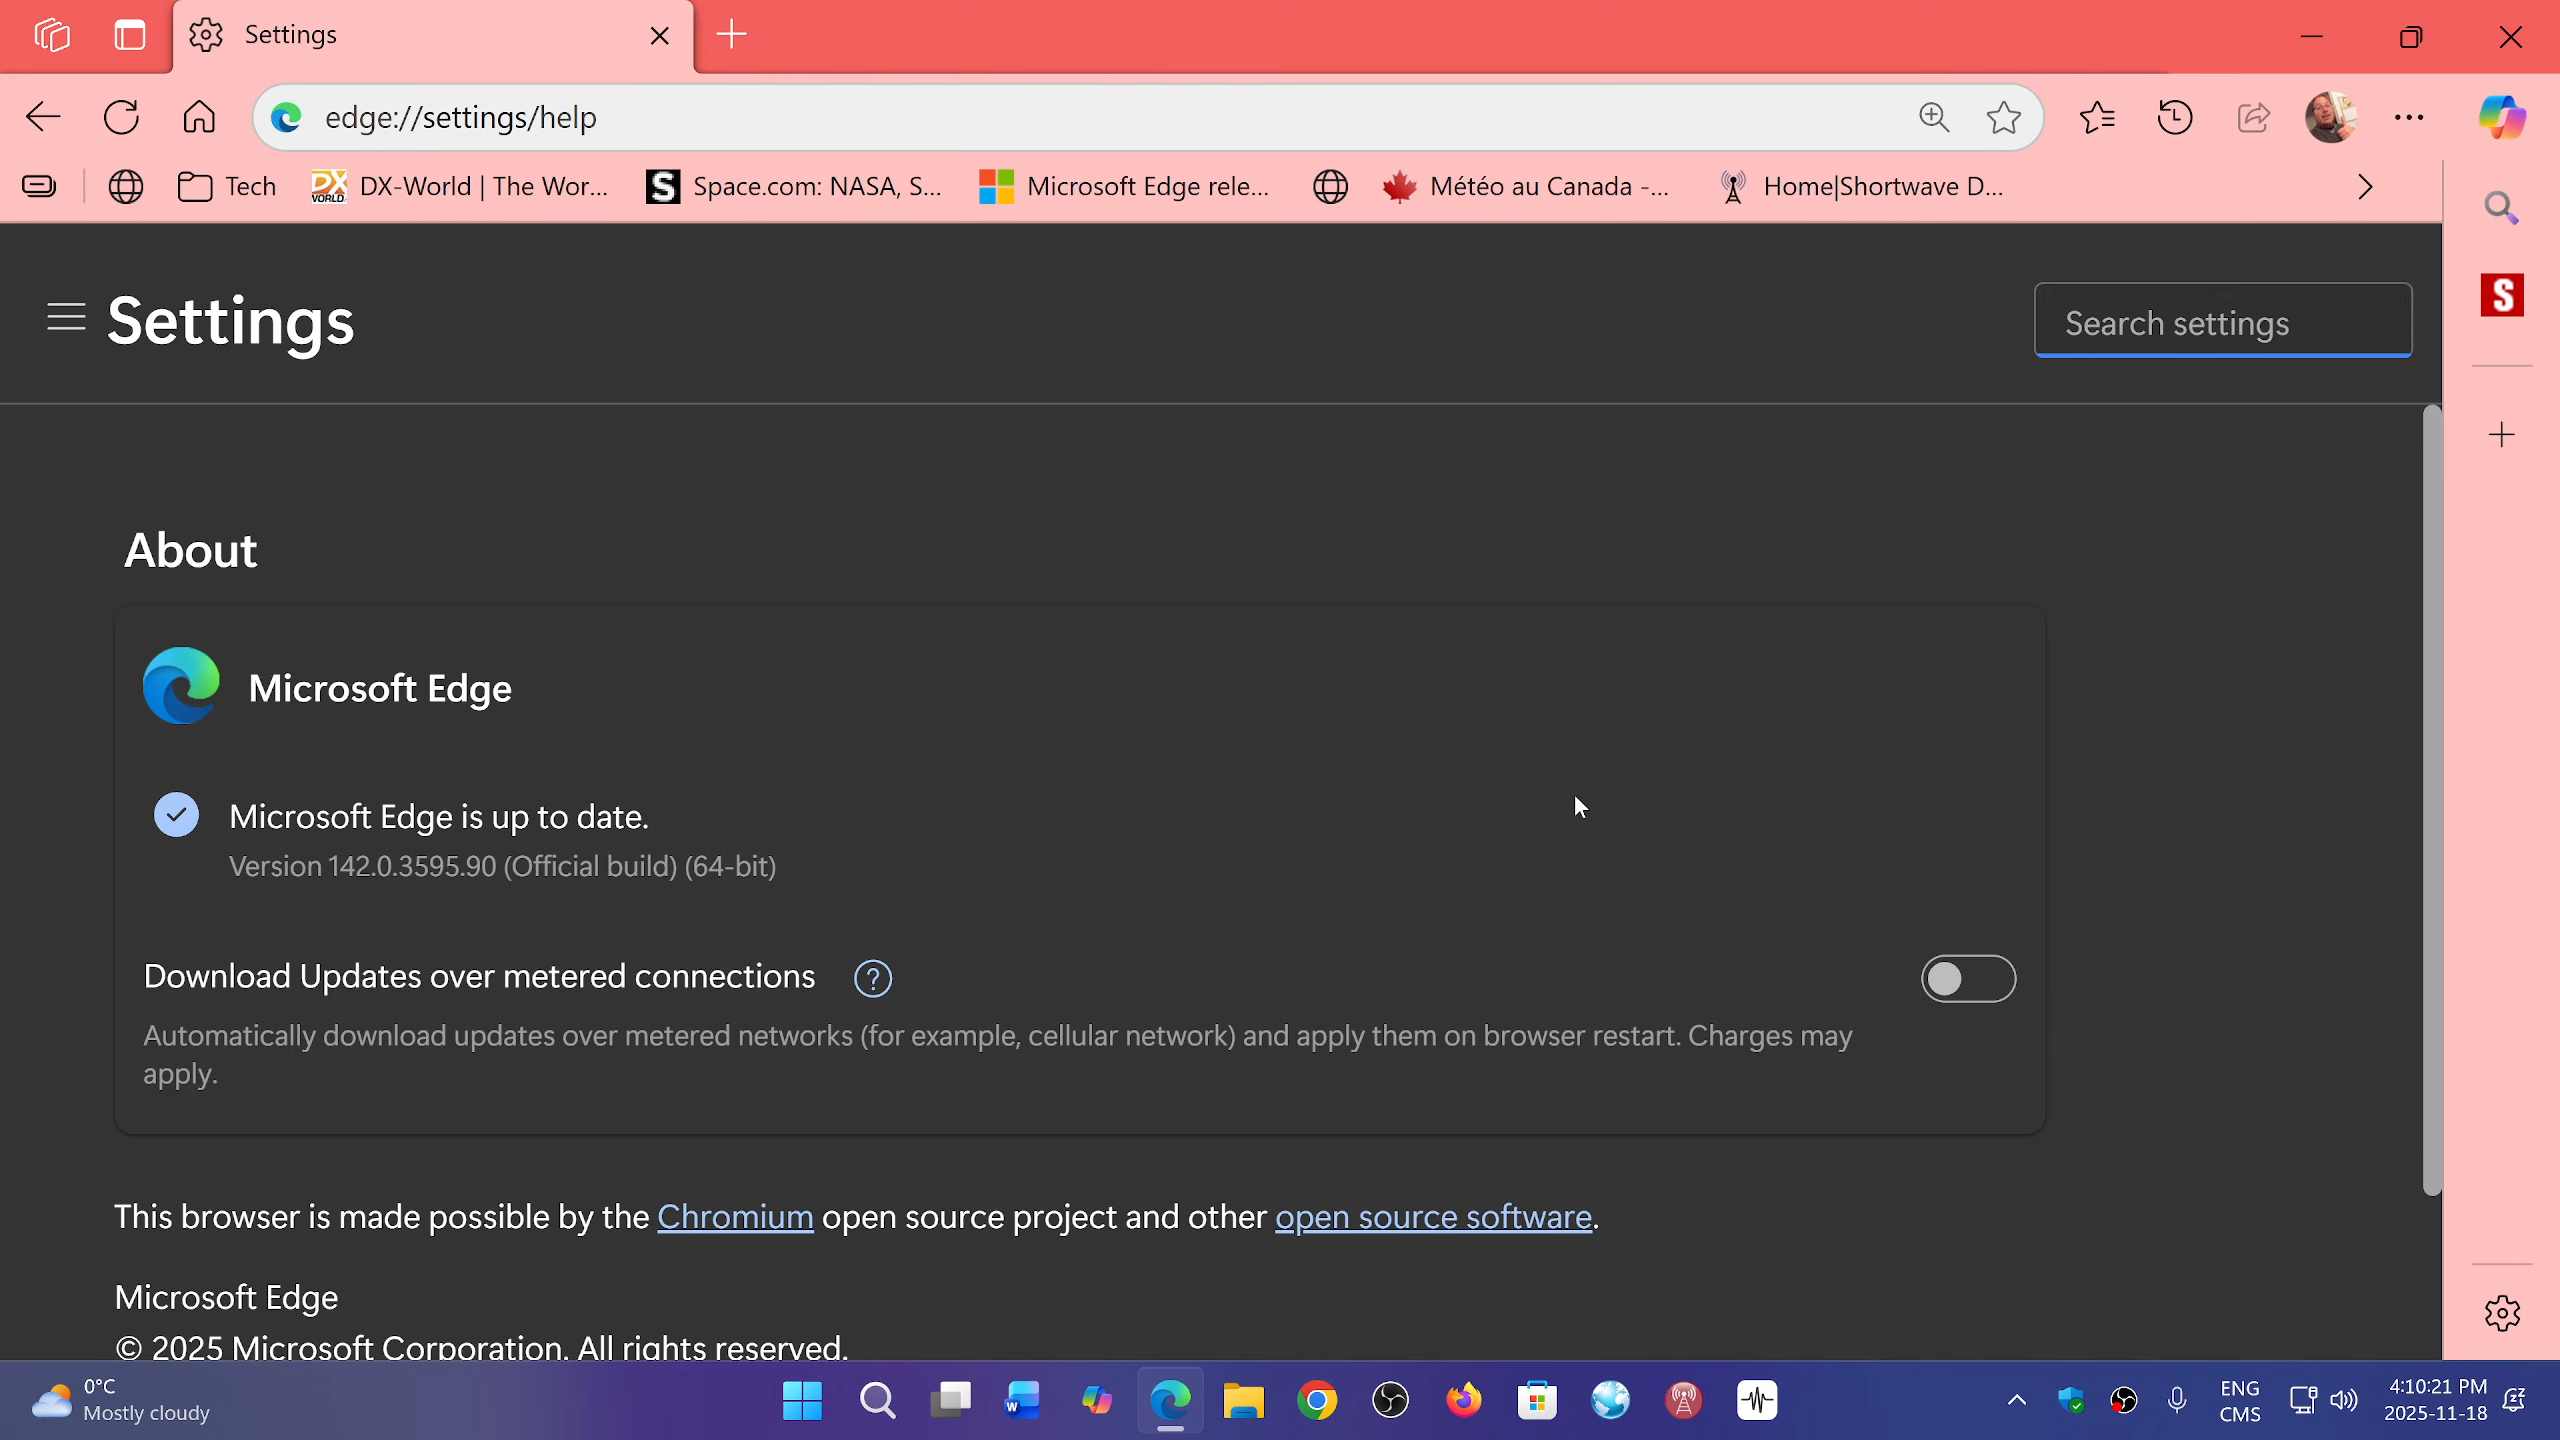 Settings
edge://settings/help
Tech
DX-World | The Wor...
Space.com: NASA, S...
Microsoft Edge rele...
Météo au Canada -...
Home|Shortwave D...
Settings
Search settings
About
Microsoft Edge
Microsoft Edge is up to date.
Version 142.0.3595.90 (Official build) (64-bit)
Download Updates over metered connections
Automatically download updates over metered networks (for example, cellular network) and apply them on browser restart. Charges may
apply.
This browser is made possible by the Chromium open source project and other open source software.
Microsoft Edge
© 2025 Microsoft Corporation. All rights reserved.
0°C
Mostly cloudy
ENG
CMS
4:10:21 PM
2025-11-18